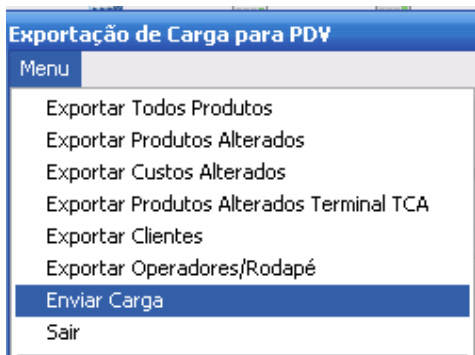 Exportação de Carga para PDV
Menu
Exportar Todos Produtos
Exportar Produtos Alterados
Exportar Custos Alterados
Exportar Produtos Alterados Terminal TCA
Exportar Clientes
Exportar Operadores/Rodapé
Enviar Carga
Sair